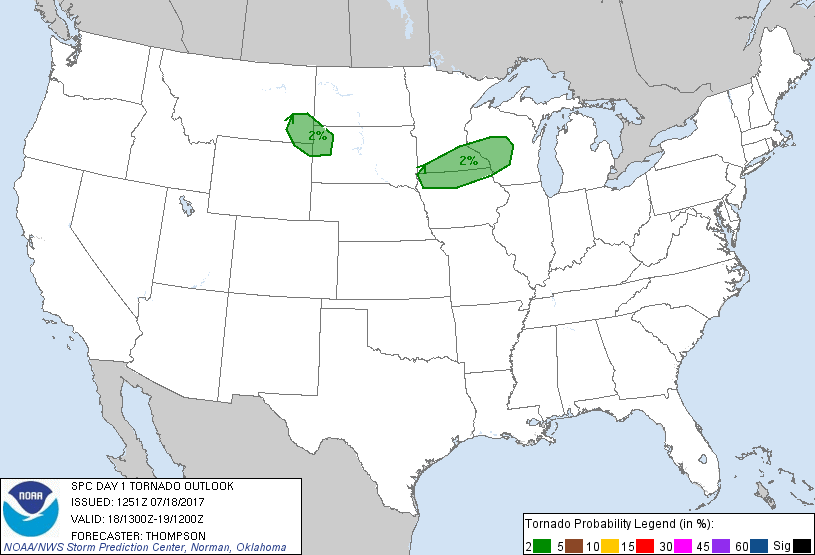 2%
2%
NOAA
SPC DAY 1 TORNADO OUTLOOK
ISSUED: 1251Z 07/18/2017
VALID: 18/1300Z-19/1200Z
FORECASTER: THOMPSON
NOAA/NWS Storm Prediction Center, Norman, Oklahoma
Tornado Probability Legend (in %):
2 5 10 15 30 45 60 Sig